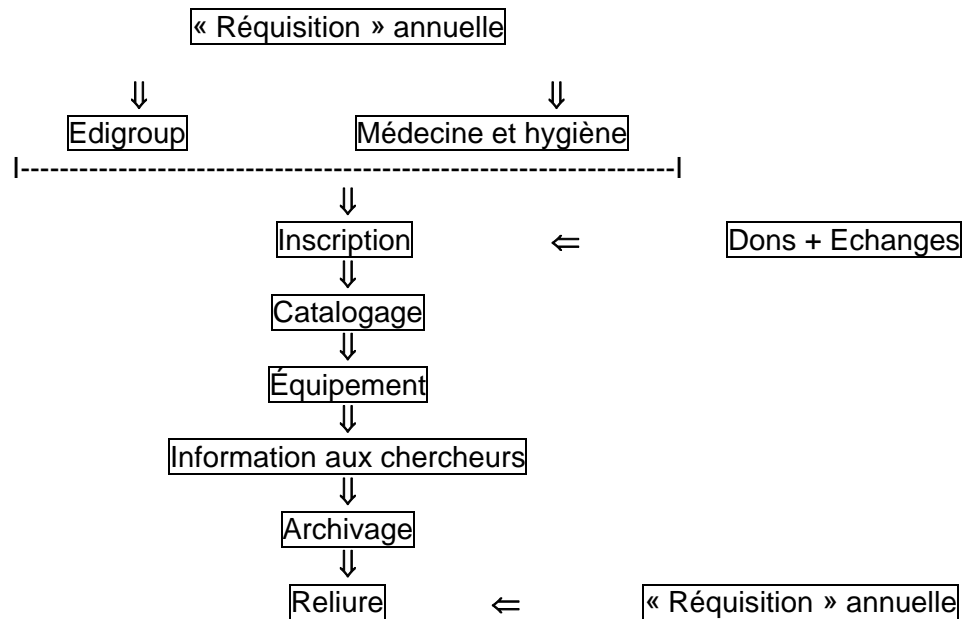 « Réquisition » annuelle
⇓ ⇓
Edigroup Médecine et hygiène
|-------------------------------------------------------------------|
⇓
Inscription ⇐ Dons + Echanges
⇓
Catalogage
⇓
Équipement
⇓
Information aux chercheurs
⇓
Archivage
⇓
Reliure ⇐ « Réquisition » annuelle